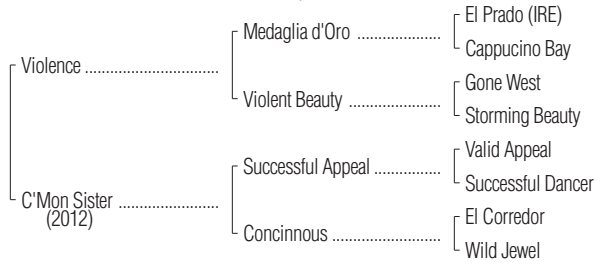 El Prado (IRE)
Medaglia d'Oro ..................
Cappucino Bay
Violence .............................
Gone West
Violent Beauty ....................
Storming Beauty
Valid Appeal
Successful Appeal ...............
Successful Dancer
C'Mon Sister ......................
(2012)
El Corredor
Concinnous ........................
Wild Jewel